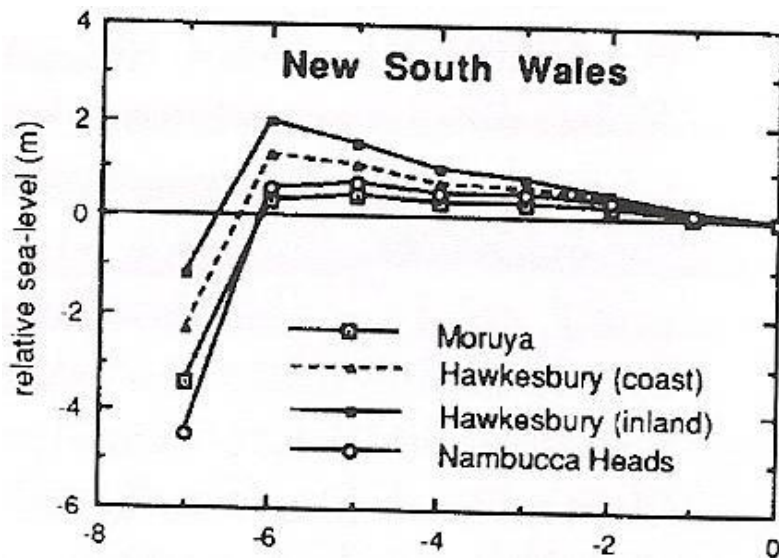 4
New South Wales
2
0
-2
-4
-6
relative sea-level (m)
Moruya
Hawkesbury (coast)
Hawkesbury (inland)
Nambucca Heads
-8
-6
-4
-2
0